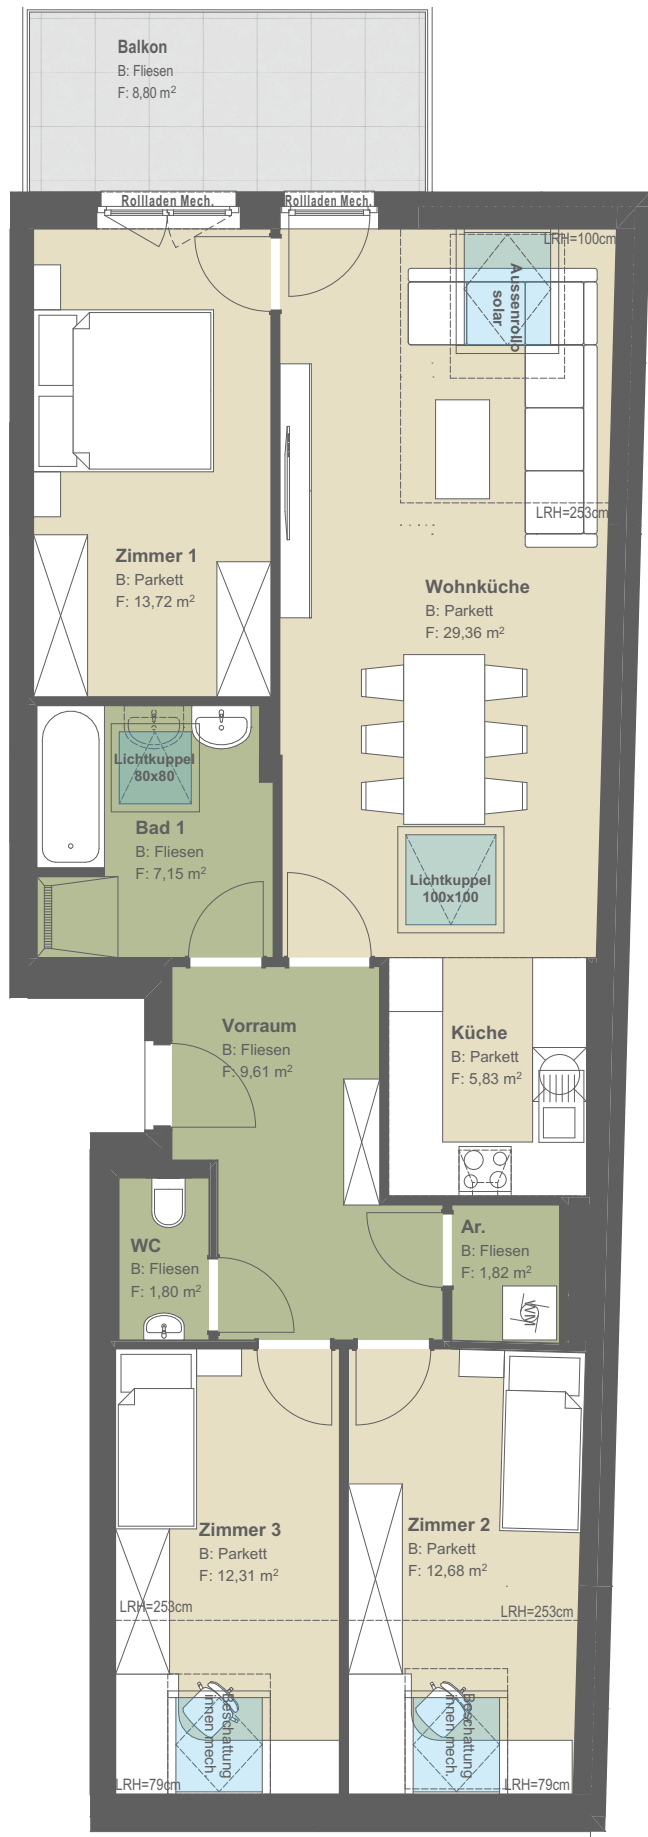 Balkon
B: Fliesen
F: 8,80 m²
Rollladen Mech.
Rollladen Mech.
LRH=100cm
Aussenrollo
solar
LRH=253cm
Zimmer 1
B: Parkett
F: 13,72 m²
Wohnküche
B: Parkett
F: 29,36 m²
Lichtkuppel
80x80
Bad 1
B: Fliesen
F: 7,15 m²
Lichtkuppel
100x100
Vorraum
B: Fliesen
F: 9,61 m²
Küche
B: Parkett
F: 5,83 m²
WC
B: Fliesen
F: 1,80 m²
Ar.
B: Fliesen
F: 1,82 m²
WM
Zimmer 3
B: Parkett
F: 12,31 m²
Zimmer 2
B: Parkett
F: 12,68 m²
LRH=253cm
LRH=253cm
Beschattung
innen mech.
Beschattung
innen mech.
LRH=79cm
LRH=79cm